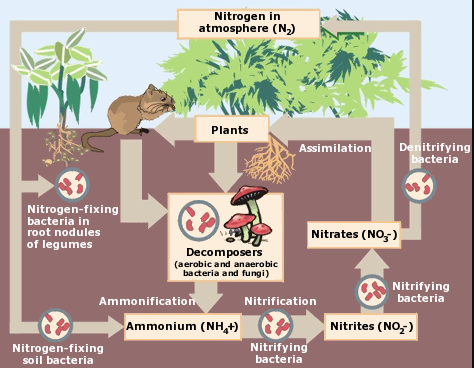 Nitrogen in
atmosphere (N₂)
Plants
Assimilation
Denitrifying
bacteria
Nitrogen-fixing
bacteria in
root nodules
of legumes
Decomposers
(aerobic and anaerobic
bacteria and fungi)
Nitrates (NO₃⁻)
Nitrifying
bacteria
Ammonification
Nitrification
Ammonium (NH₄+)
Nitrites (NO₂⁻)
Nitrogen-fixing
soil bacteria
Nitrifying
bacteria